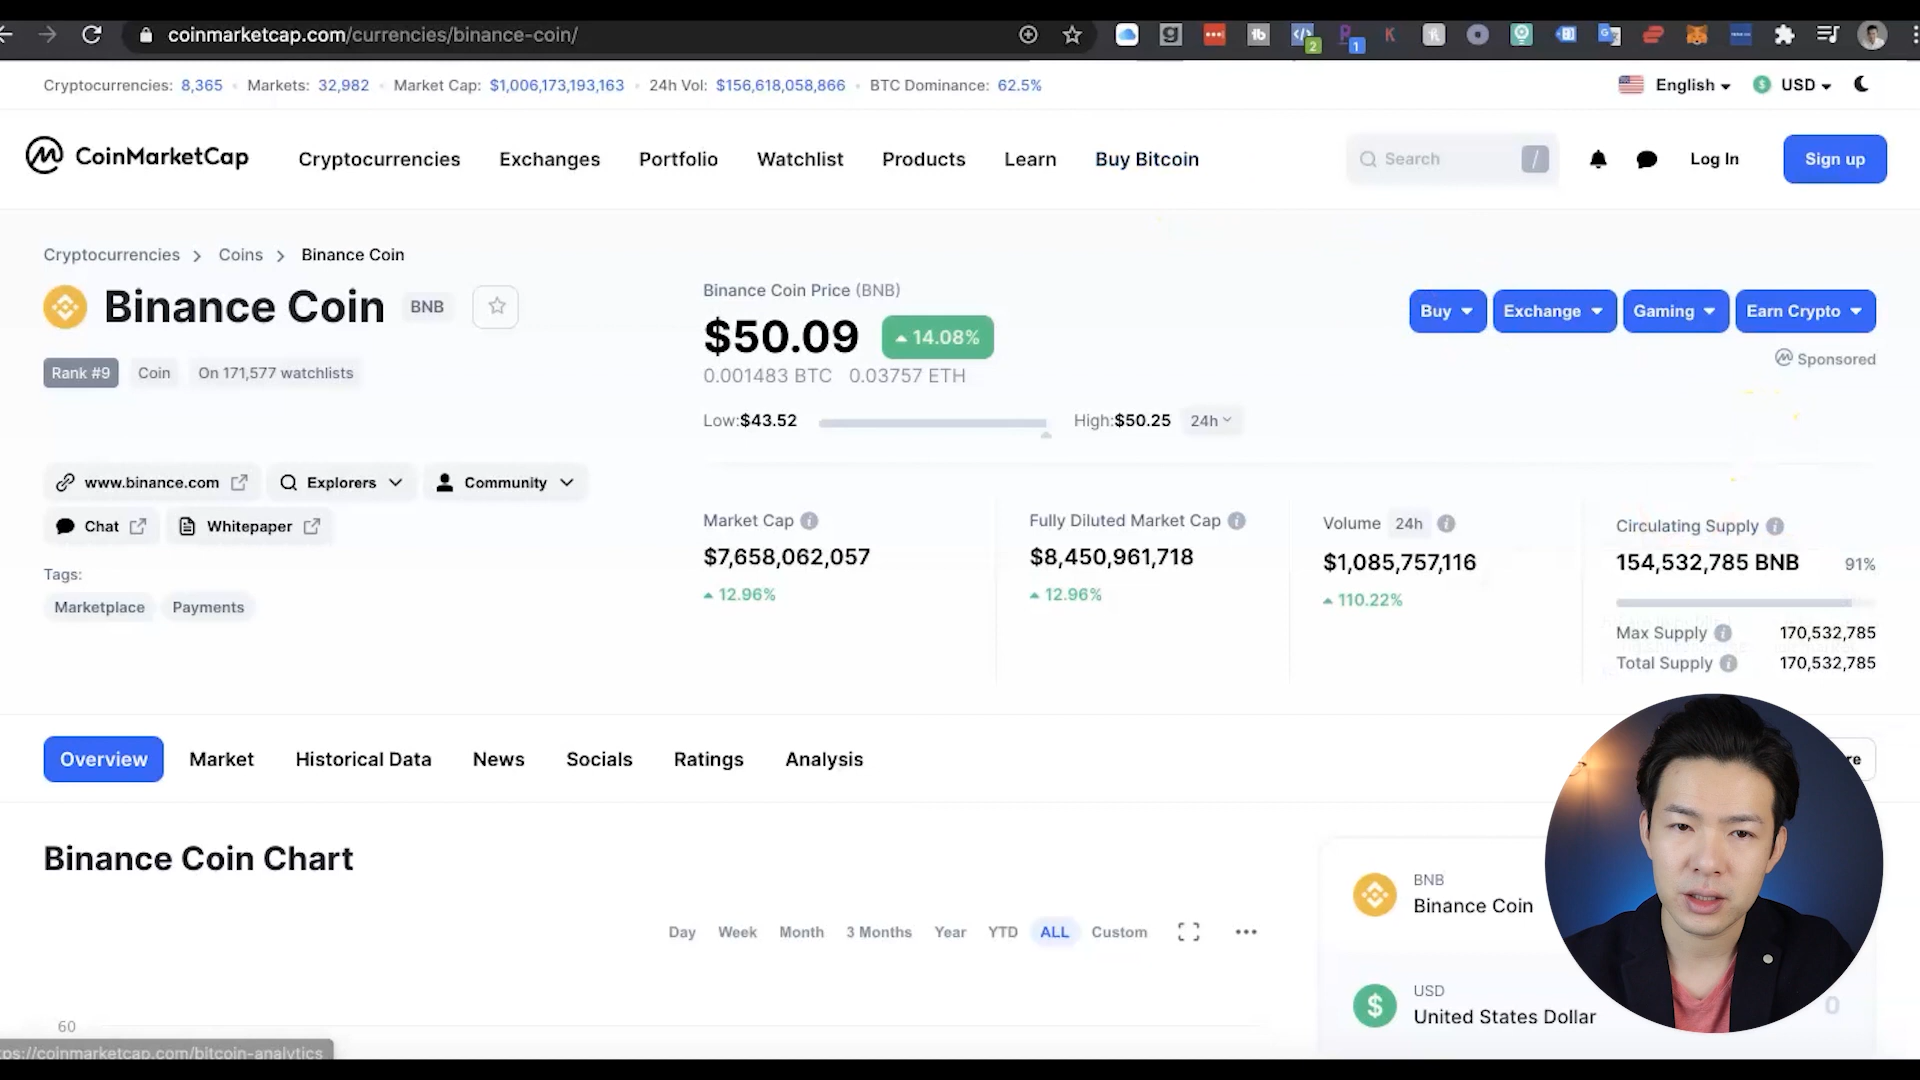 coinmarketcap.com/currencies/binance-coin/
Cryptocurrencies: 8,365 • Markets: 32,982 • Market Cap: $1,006,173,193,163 • 24h Vol: $156,618,058,866 • BTC Dominance: 62.5%
English USD
CoinMarketCap Cryptocurrencies Exchanges Portfolio Watchlist Products Learn Buy Bitcoin Search / Log In Sign up
Cryptocurrencies > Coins > Binance Coin
Binance Coin BNB
Rank #9 Coin On 171,577 watchlists
Binance Coin Price (BNB)
$50.09 14.08%
0.001483 BTC 0.03757 ETH
Low:$43.52 High:$50.25 24h
Buy Exchange Gaming Earn Crypto
Sponsored
www.binance.com Explorers Community
Chat Whitepaper
Tags:
Marketplace Payments
Market Cap
$7,658,062,057
12.96%
Fully Diluted Market Cap
$8,450,961,718
12.96%
Volume 24h
$1,085,757,116
110.22%
Circulating Supply
154,532,785 BNB 91%
Max Supply 170,532,785
Total Supply 170,532,785
Overview Market Historical Data News Socials Ratings Analysis
Binance Coin Chart
Day Week Month 3 Months Year YTD ALL Custom
60
BNB
Binance Coin
USD
United States Dollar
0
coinmarketcap.com/bitcoin-analytics